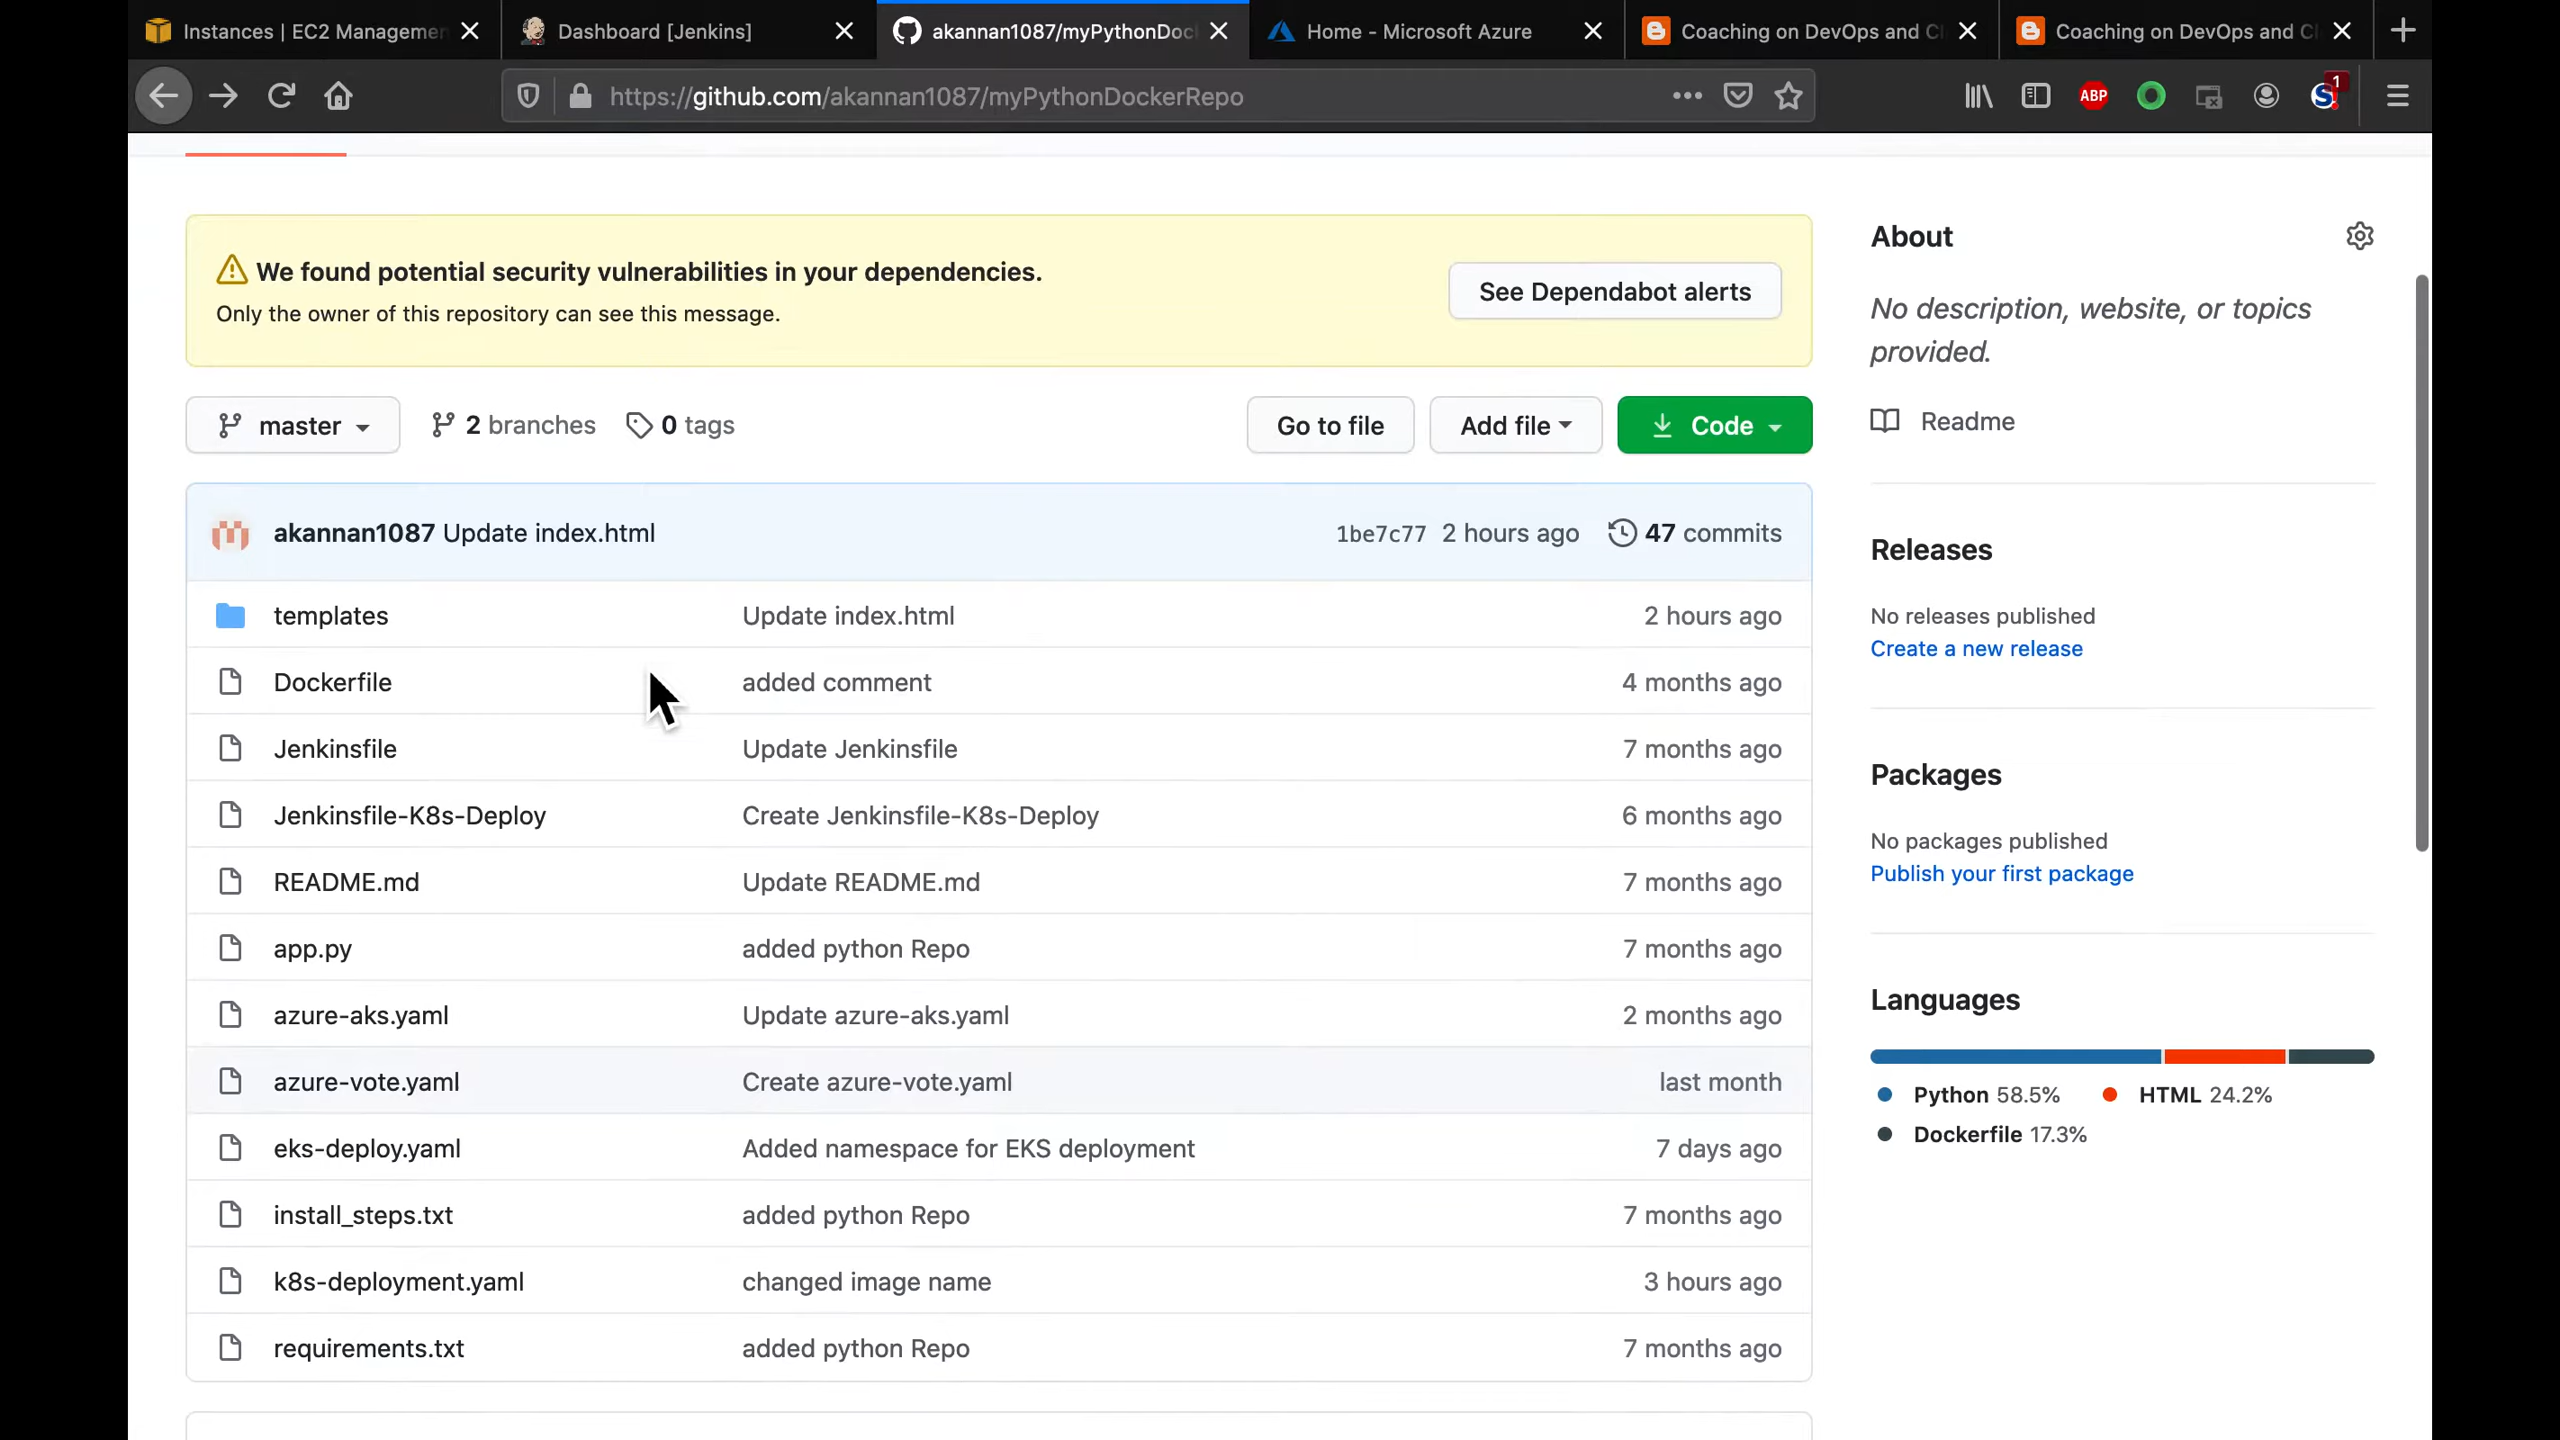 Instances | EC2 Managemen
Dashboard [Jenkins]
akannan1087/myPythonDoc
Home - Microsoft Azure
Coaching on DevOps and Cl
Coaching on DevOps and Cl
https://github.com/akannan1087/myPythonDockerRepo
ABP
S
1
We found potential security vulnerabilities in your dependencies.
Only the owner of this repository can see this message.
See Dependabot alerts
master
2 branches
0 tags
Go to file
Add file
Code
akannan1087 Update index.html
1be7c77 2 hours ago
47 commits
templates Update index.html 2 hours ago
Dockerfile added comment 4 months ago
Jenkinsfile Update Jenkinsfile 7 months ago
Jenkinsfile-K8s-Deploy Create Jenkinsfile-K8s-Deploy 6 months ago
README.md Update README.md 7 months ago
app.py added python Repo 7 months ago
azure-aks.yaml Update azure-aks.yaml 2 months ago
azure-vote.yaml Create azure-vote.yaml last month
eks-deploy.yaml Added namespace for EKS deployment 7 days ago
install_steps.txt added python Repo 7 months ago
k8s-deployment.yaml changed image name 3 hours ago
requirements.txt added python Repo 7 months ago
About
No description, website, or topics
provided.
Readme
Releases
No releases published
Create a new release
Packages
No packages published
Publish your first package
Languages
Python 58.5%
HTML 24.2%
Dockerfile 17.3%